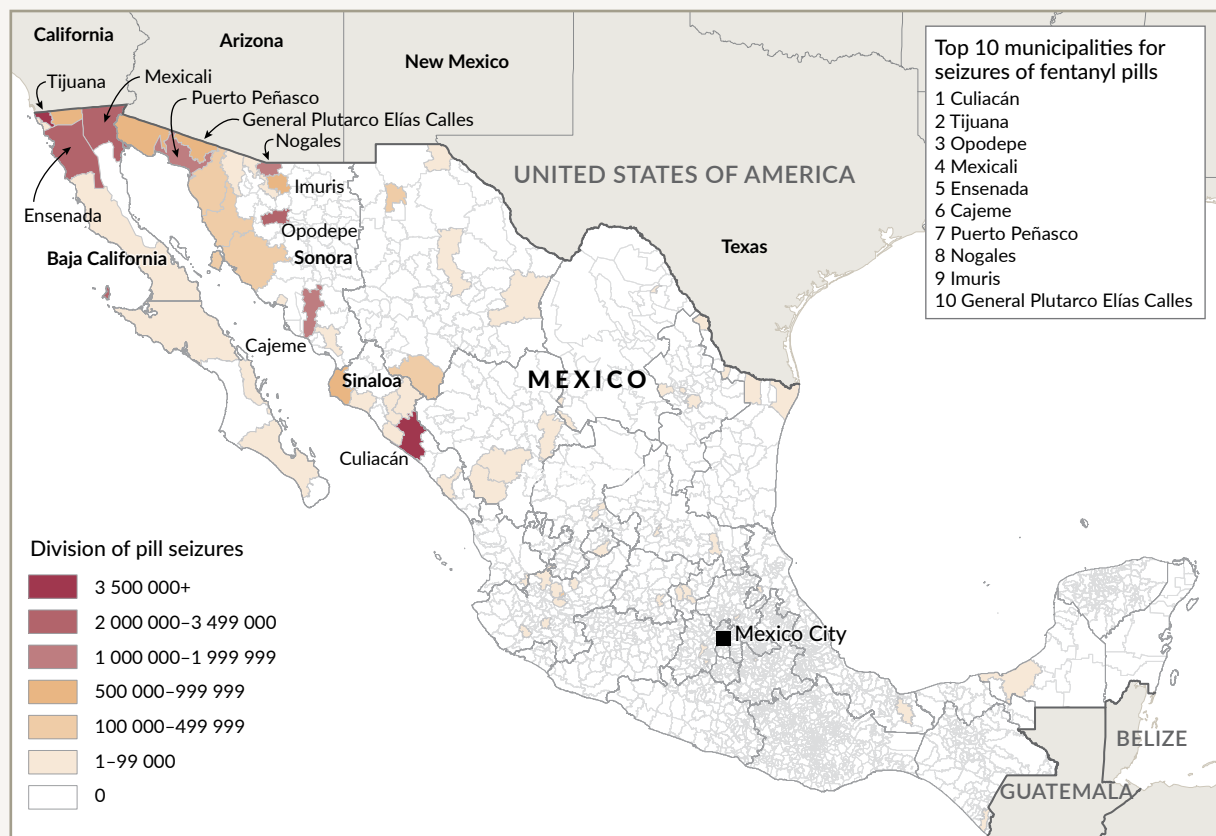 California
Arizona
New Mexico
Tijuana
Mexicali
Puerto Peñasco
General Plutarco Elías Calles
Nogales
Imuris
Opodepe
Ensenada
Baja California
Sonora
Cajeme
Sinaloa
Culiacán
UNITED STATES OF AMERICA
Texas
MEXICO
Mexico City
BELIZE
GUATEMALA
Top 10 municipalities for
seizures of fentanyl pills
1 Culiacán
2 Tijuana
3 Opodepe
4 Mexicali
5 Ensenada
6 Cajeme
7 Puerto Peñasco
8 Nogales
9 Imuris
10 General Plutarco Elías Calles
Division of pill seizures
3 500 000+
2 000 000–3 499 000
1 000 000–1 999 999
500 000–999 999
100 000–499 999
1–99 000
0